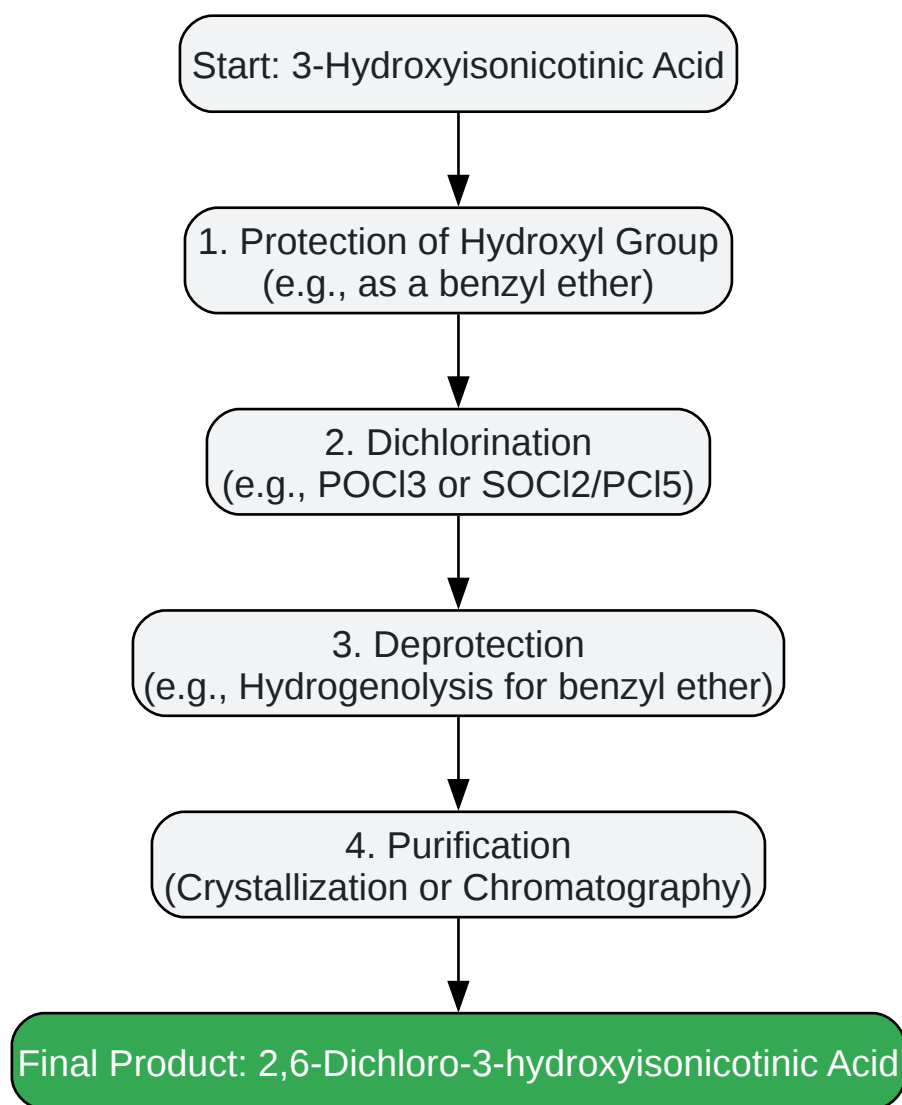 Start: 3-Hydroxyisonicotinic Acid
1. Protection of Hydroxyl Group
(e.g., as a benzyl ether)
2. Dichlorination
(e.g., POCl3 or SOCl2/PCl5)
3. Deprotection
(e.g., Hydrogenolysis for benzyl ether)
4. Purification
(Crystallization or Chromatography)
Final Product: 2,6-Dichloro-3-hydroxyisonicotinic Acid